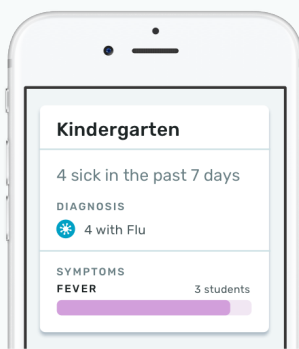 Kindergarten
4 sick in the past 7 days
DIAGNOSIS
4 with Flu
SYMPTOMS
FEVER 3 students